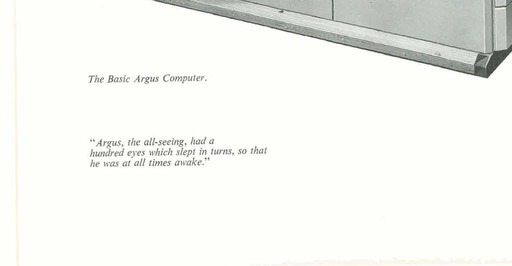 The Basic Argus Computer.
"Argus, the all-seeing, had a
hundred eyes which slept in turns, so that
he was at all times awake."